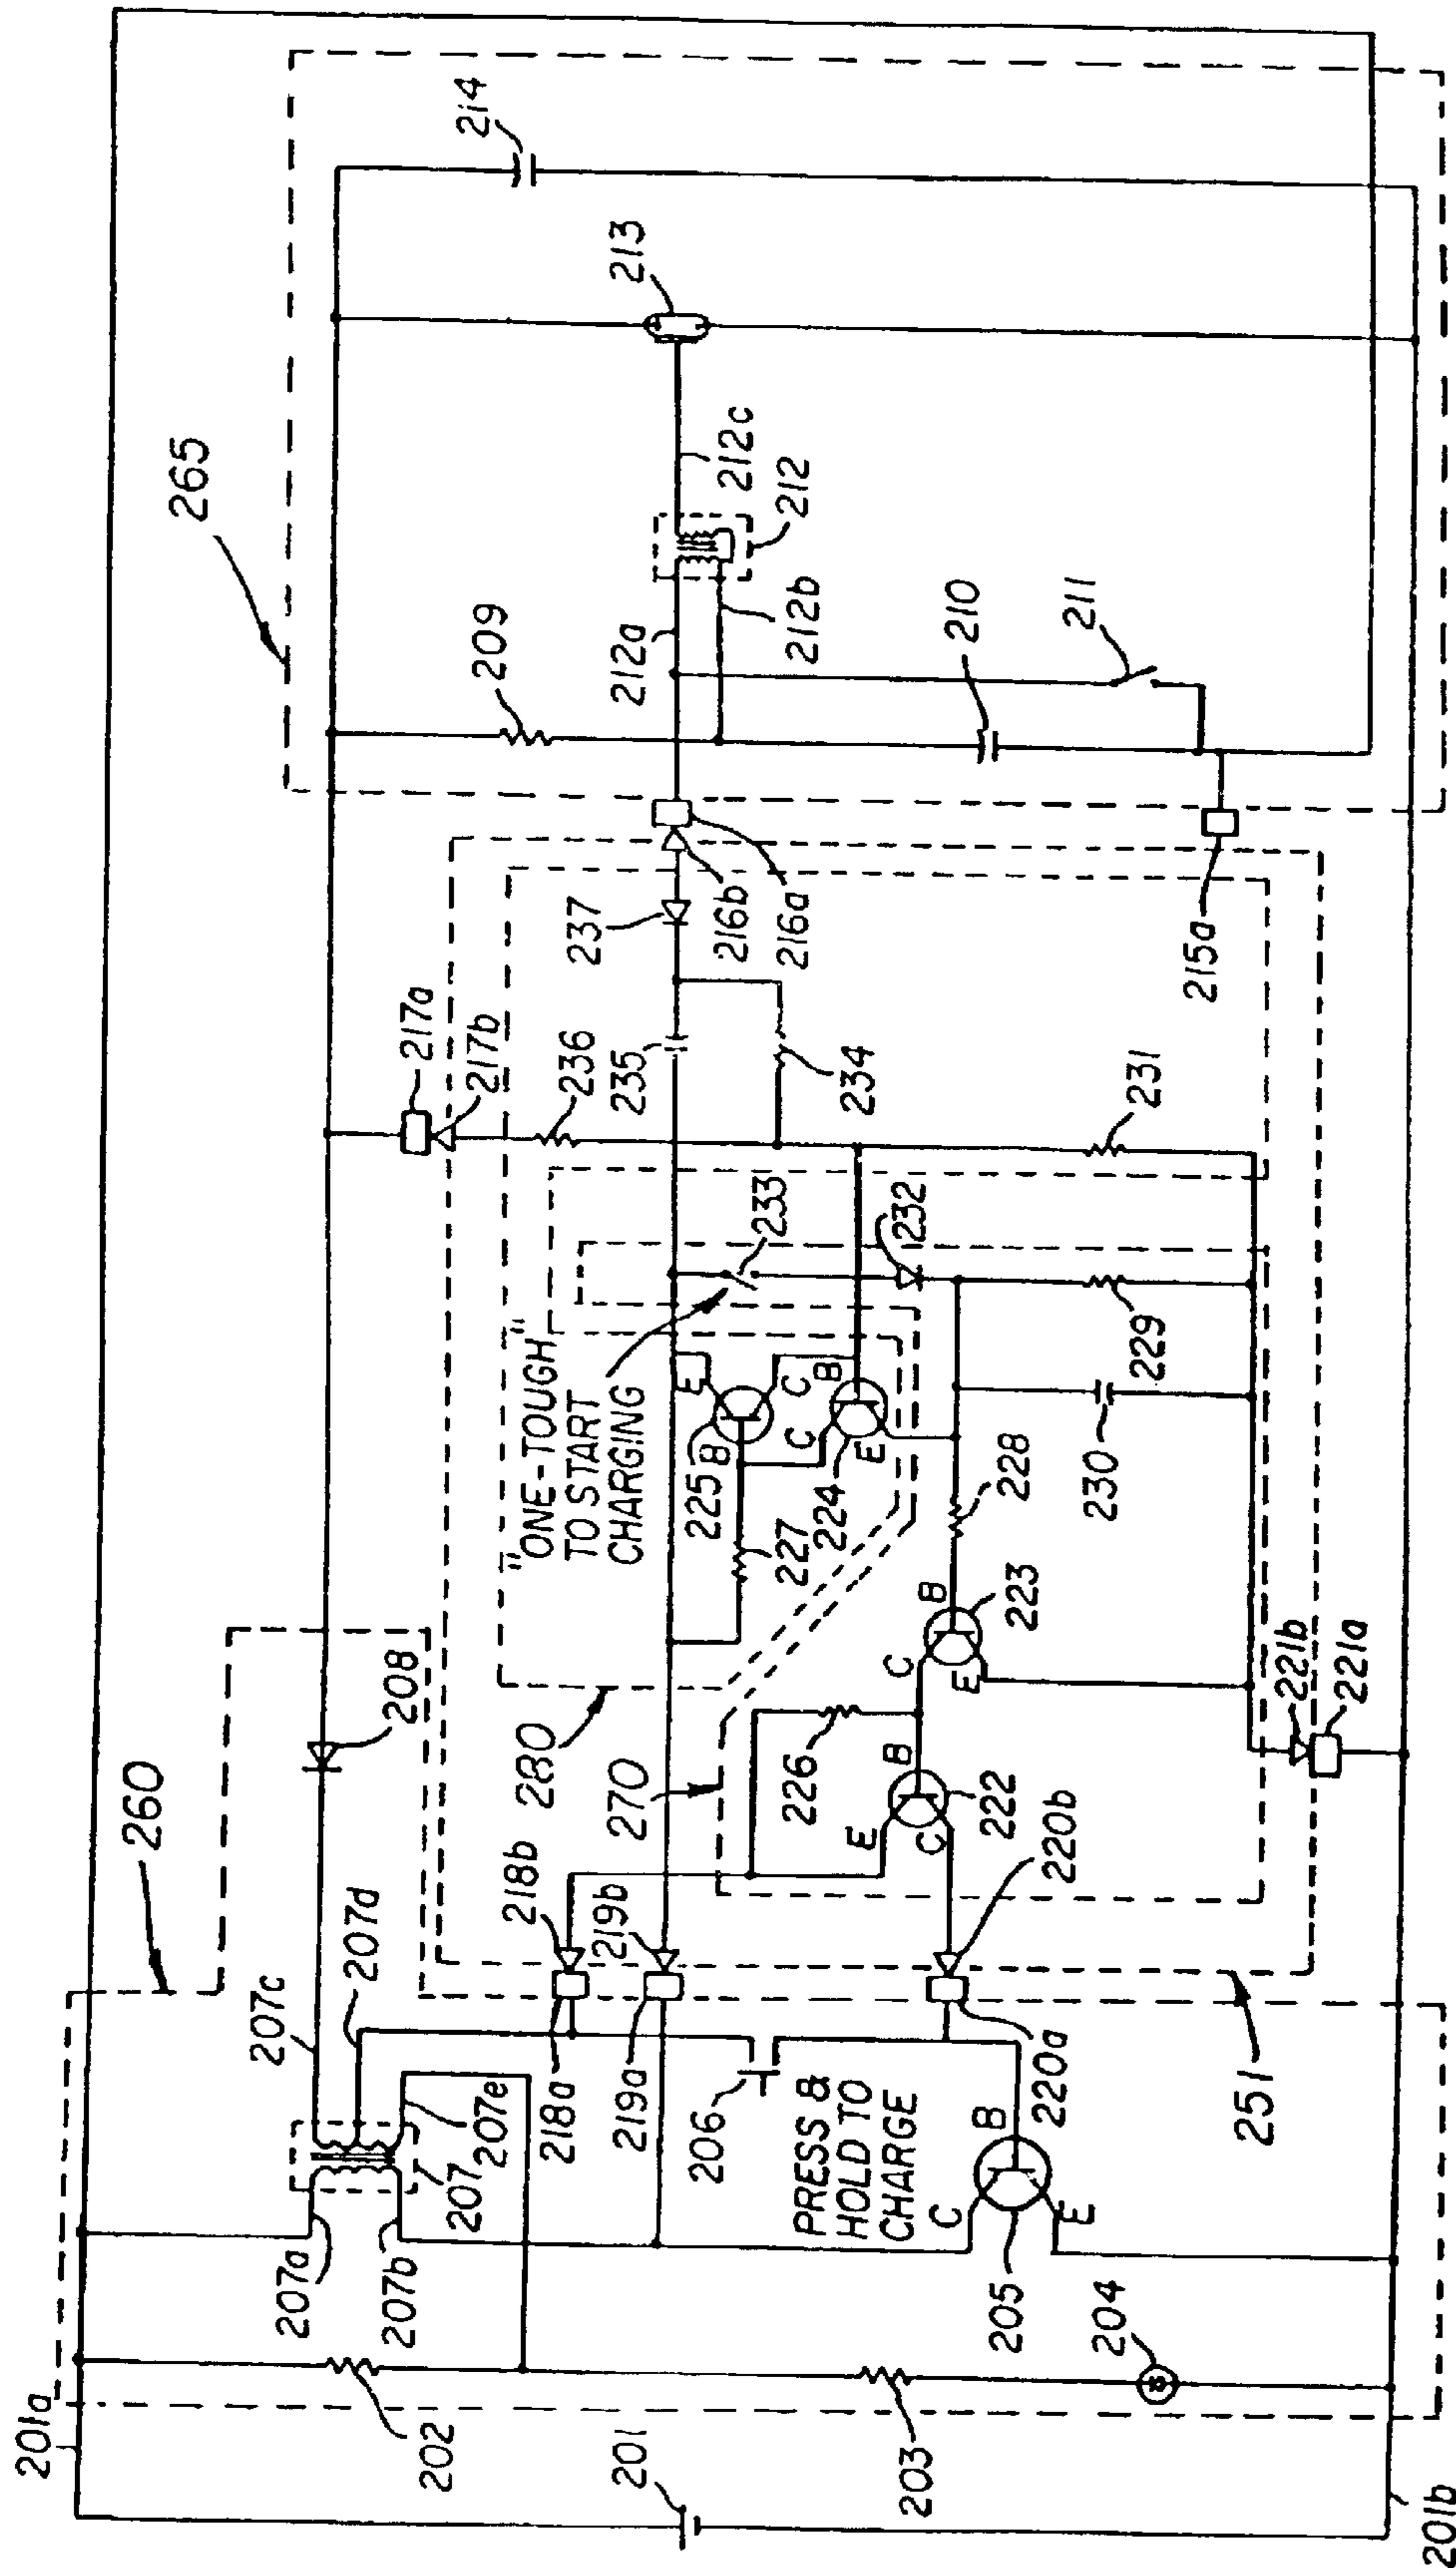 201a
260
207c
207d
208
265
214
207a
207b
207
207e
202
209
213
217a
217b
218b
218a
219b
219a
280
270
"ONE-TOUGH"
TO START
CHARGING
225
B
E
C
233
236
235
237
216b
216a
212a
212b
212c
212
206
PRESS &
HOLD TO
CHARGE
201
227
224
C
B
E
232
234
210
211
226
E
B
C
222
C
B
E
223
228
220b
220a
205
C
B
E
203
204
230
229
231
215a
251
221b
221a
201b